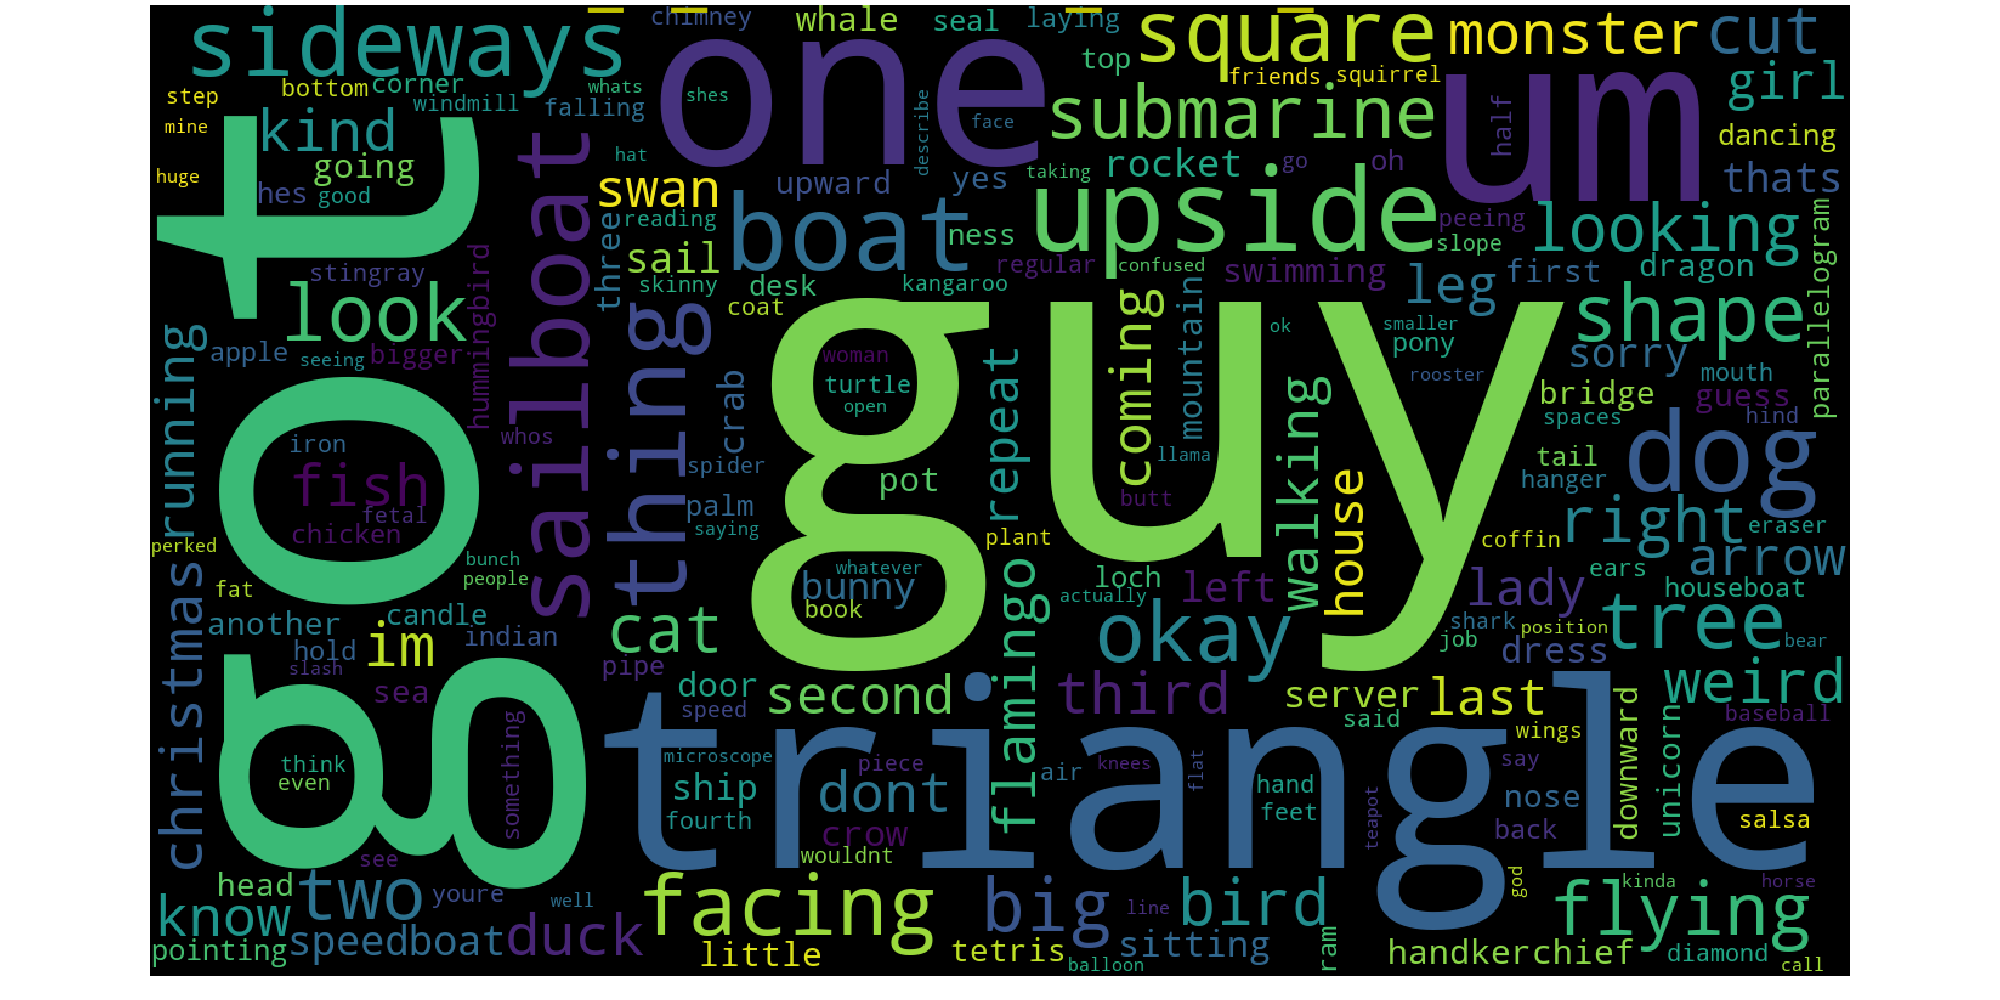 sideways
chimney
whale
seal
laying
square
monster
cut
one
top
friends
squirrel
girl
step
bottom
corner
windmill
falling
whats
shes
describe
face
submarine
um
half
dancing
mine
kind
going
good
huge
hes
got
sailboat
hat
swan
reading
three
upward
yes
taking
rocket
go
oh
thats
boat
ness
upside
peeing
slope
looking
parallelogram
stingray
hummingbird
sail
skinny
desk
coat
kangaroo
regular
confused
swimming
leg
first
dragon
look
thing
guy
coming
mountain
ok
smaller
pony
shape
running
apple
seeing
bigger
crab
woman
turtle
open
repeat
walking
rooster
sorry
mouth
bridge
guess
spaces
hind
dog
iron
whos
fish
fetal
chicken
spider
palm
saying
pot
butt
llama
house
tail
hanger
right
eraser
perked
fat
bunch
people
plant
flamingo
coffin
arrow
christmas
whatever
bunny
book
loch
left
actually
lady
ears
houseboat
another
candle
hold
im
indian
slash
cat
pipe
okay
shark
position
job
dress
tree
bear
sea
door
speed
second
third
server
last
said
wings
downward
unicorn
weird
baseball
think
even
something
triangle
microscope
ship
fourth
piece
dont
crow
wouldnt
air
knees
flat
hand
feet
teapot
say
nose
back
salsa
see
head
know
two
youre
well
facing
big
line
bird
god
kinda
horse
flying
pointing
speedboat
duck
little
tetris
balloon
sitting
ram
handkerchief
diamond
call